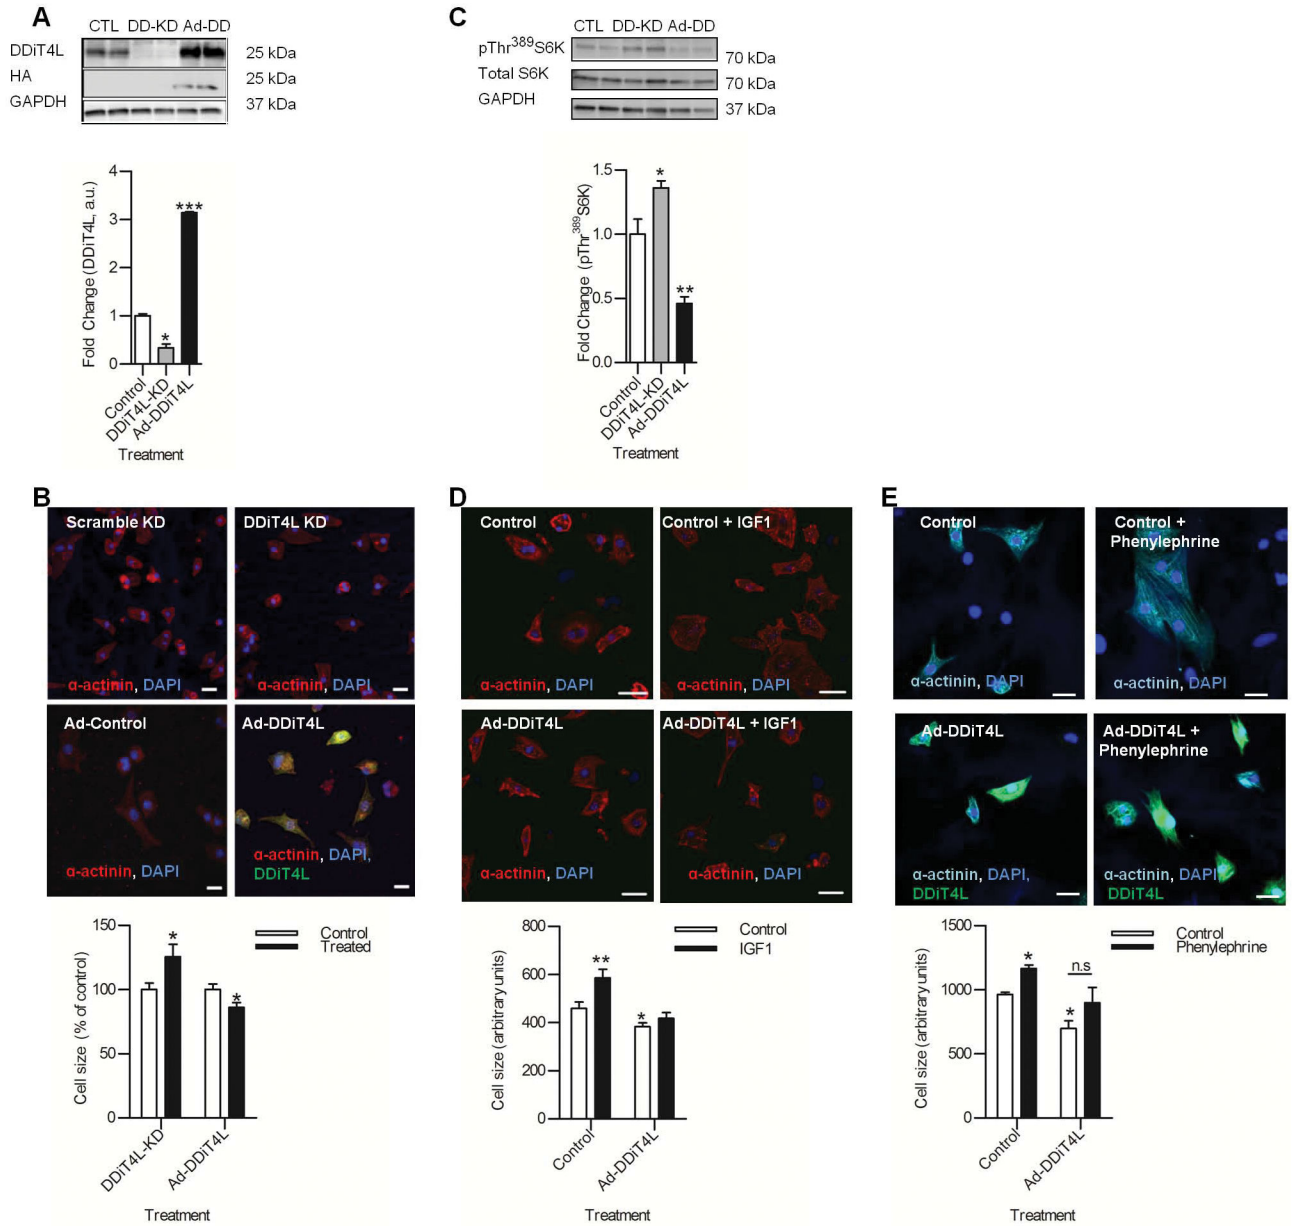 A
CTL DD-KD Ad-DD
DDiT4L
25 kDa
HA
25 kDa
GAPDH
37 kDa
Fold Change (DDiT4L, a.u.)
4
3
2
1
0
***
*
Control
DDiT4L-KD
Ad-DDiT4L
Treatment
C
CTL DD-KD Ad-DD
pThr389S6K
70 kDa
Total S6K
70 kDa
GAPDH
37 kDa
Fold Change (pThr389S6K)
1.5
1.0
0.5
0.0
*
**
Control
DDiT4L-KD
Ad-DDiT4L
Treatment
B
Scramble KD
α-actinin, DAPI
DDiT4L KD
α-actinin, DAPI
Ad-Control
α-actinin, DAPI
Ad-DDiT4L
α-actinin, DAPI,
DDiT4L
Cell size (% of control)
150
100
50
0
Control
Treated
*
*
DDiT4L-KD
Ad-DDiT4L
Treatment
D
Control
α-actinin, DAPI
Control + IGF1
α-actinin, DAPI
Ad-DDiT4L
α-actinin, DAPI
Ad-DDiT4L + IGF1
α-actinin, DAPI
Cell size (arbitrary units)
800
600
400
200
0
Control
IGF1
**
*
Control
Ad-DDiT4L
Treatment
E
Control
α-actinin, DAPI
Control +
Phenylephrine
α-actinin, DAPI
Ad-DDiT4L
α-actinin, DAPI,
DDiT4L
Ad-DDiT4L +
Phenylephrine
α-actinin, DAPI
DDiT4L
Cell size (arbitrary units)
1500
1000
500
0
Control
Phenylephrine
*
n.s
*
Control
Ad-DDiT4L
Treatment